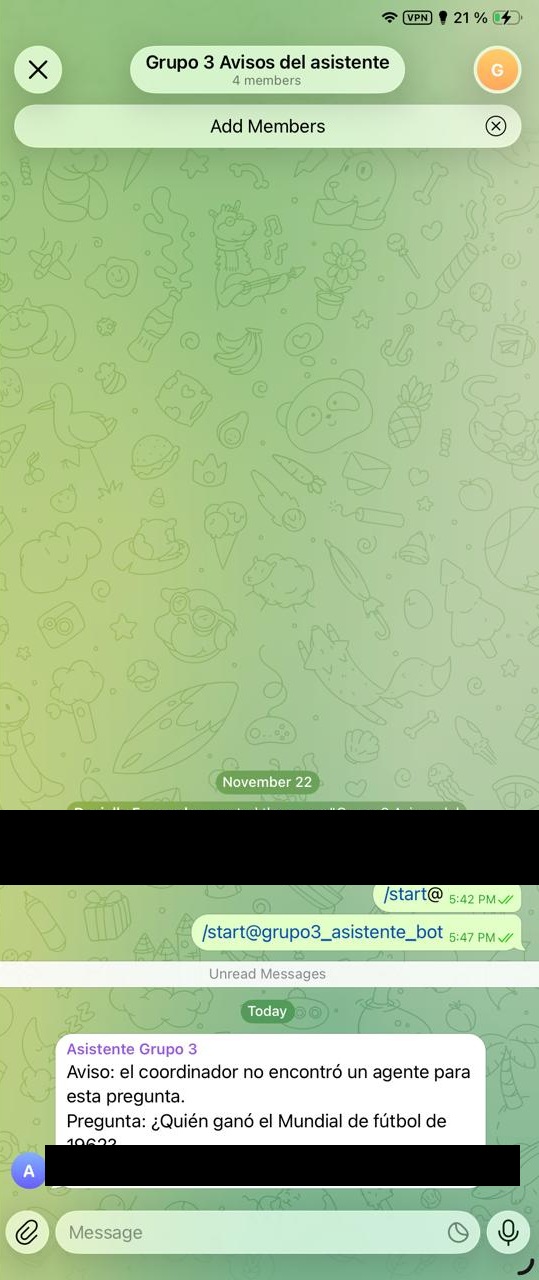 VPN 21 %
Grupo 3 Avisos del asistente
4 members
G
Add Members
November 22
/start@ 5:42 PM
/start@grupo3_asistente_bot 5:47 PM
Unread Messages
Today
Asistente Grupo 3
Aviso: el coordinador no encontró un agente para
esta pregunta.
Pregunta: ¿Quién ganó el Mundial de fútbol de
1962?
A
Message